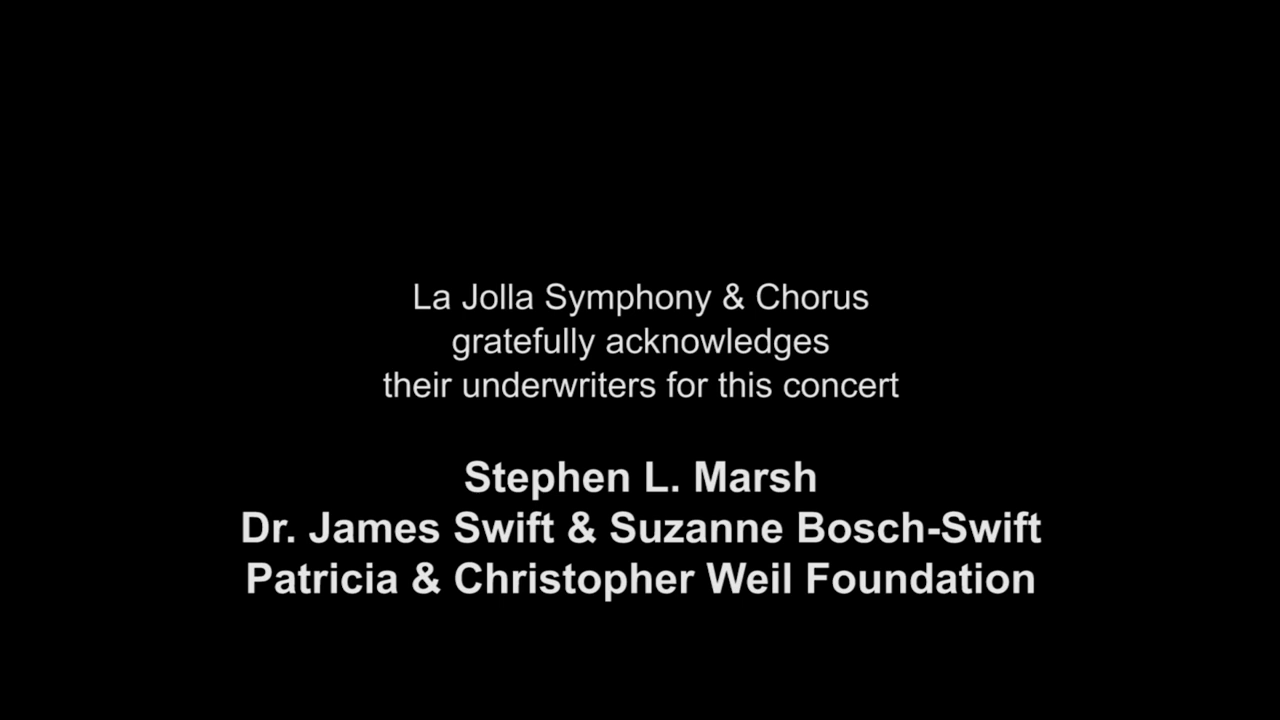 La Jolla Symphony & Chorus
gratefully acknowledges
their underwriters for this concert
Stephen L. Marsh
Dr. James Swift & Suzanne Bosch-Swift
Patricia & Christopher Weil Foundation